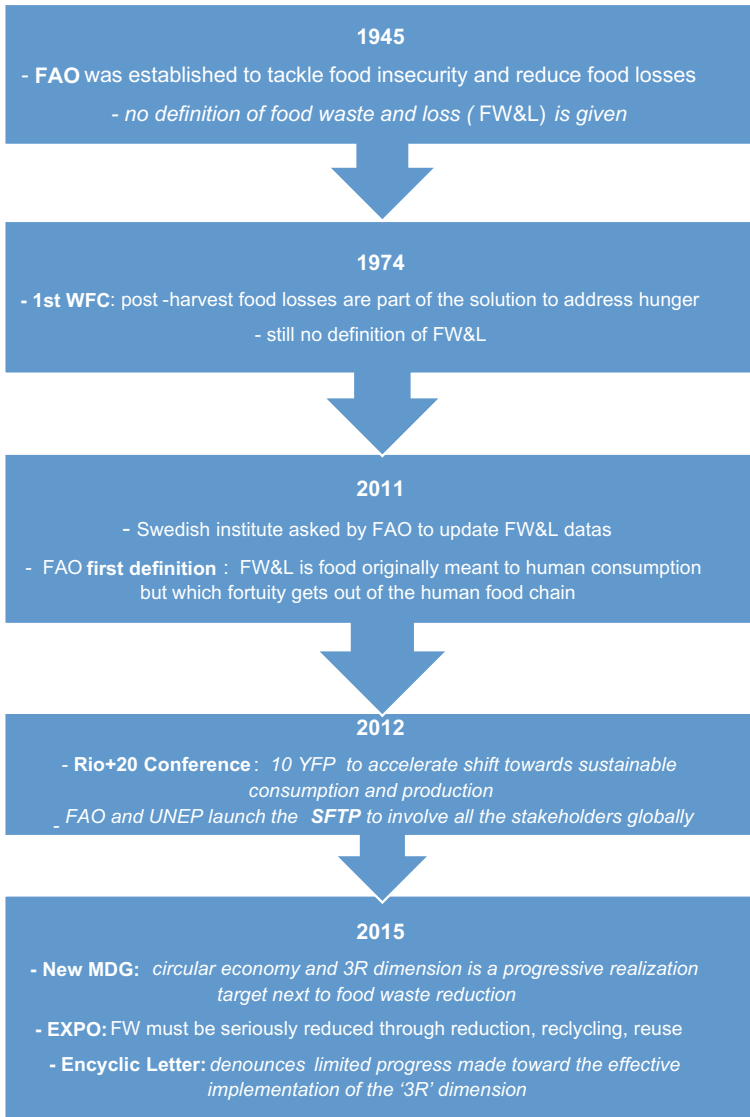 1945
- FAO was established to tackle food insecurity and reduce food losses
- no definition of food waste and loss ( FW&L) is given
1974
- 1st WFC: post -harvest food losses are part of the solution to address hunger
- still no definition of FW&L
2011
- Swedish institute asked by FAO to update FW&L datas
- FAO first definition : FW&L is food originally meant to human consumption
but which fortuity gets out of the human food chain
2012
- Rio+20 Conference : 10 YFP to accelerate shift towards sustainable
consumption and production
- FAO and UNEP launch the SFTP to involve all the stakeholders globally
2015
- New MDG: circular economy and 3R dimension is a progressive realization
target next to food waste reduction
- EXPO: FW must be seriously reduced through reduction, reclycling, reuse
- Encyclic Letter: denounces limited progress made toward the effective
implementation of the ‘3R’ dimension